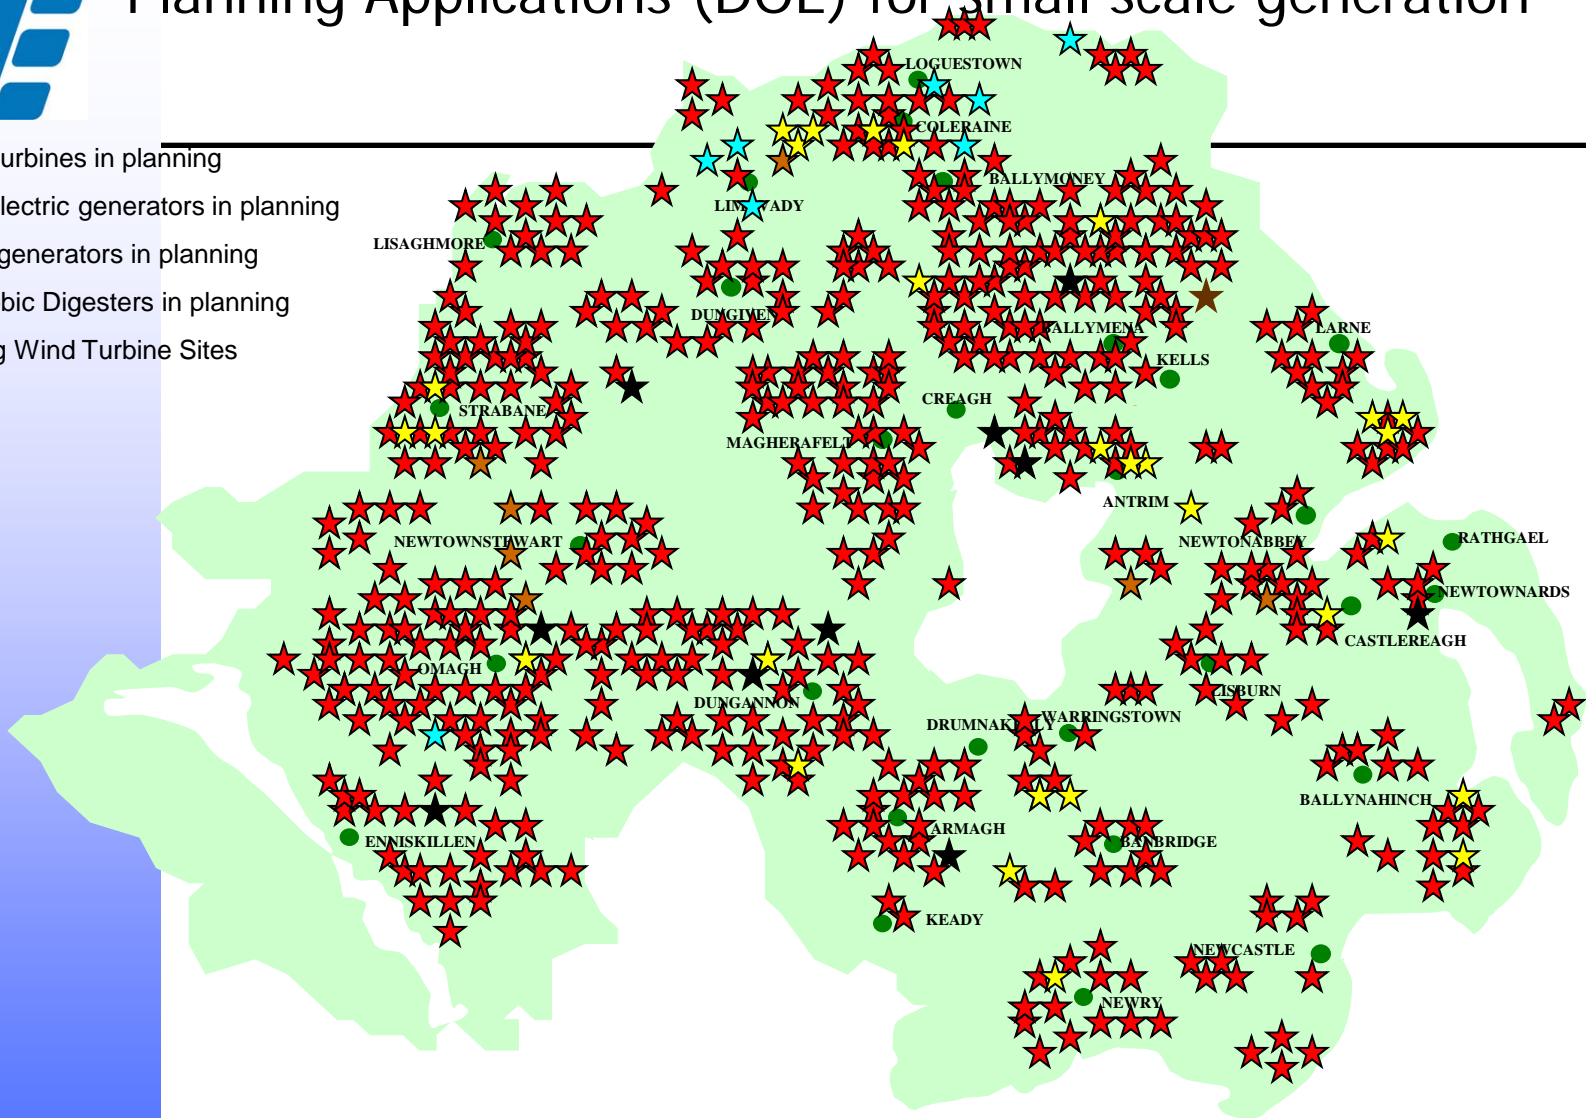 Planning Applications (DOE) for small scale generation
urbines in planning
lectric generators in planning
generators in planning
bic Digesters in planning
g Wind Turbine Sites
LOGUESTOWN
COLERAINE
BALLYMONEY
LIMAVADY
LISAGHMORE
DUNGIVEN
BALLYMENA
LARNE
KELLS
CREAGH
STRABANE
MAGHERAFELT
ANTRIM
NEWTOWNSTEWART
NEWTONABBEY
RATHGAEL
NEWTOWNARDS
CASTLEREAGH
OMAGH
LISBURN
DUNGANNON
WARRINGSTOWN
BALLYNAHINCH
ARMAGH
BANBRIDGE
ENNISKILLEN
KEADY
NEWCASTLE
NEWRY